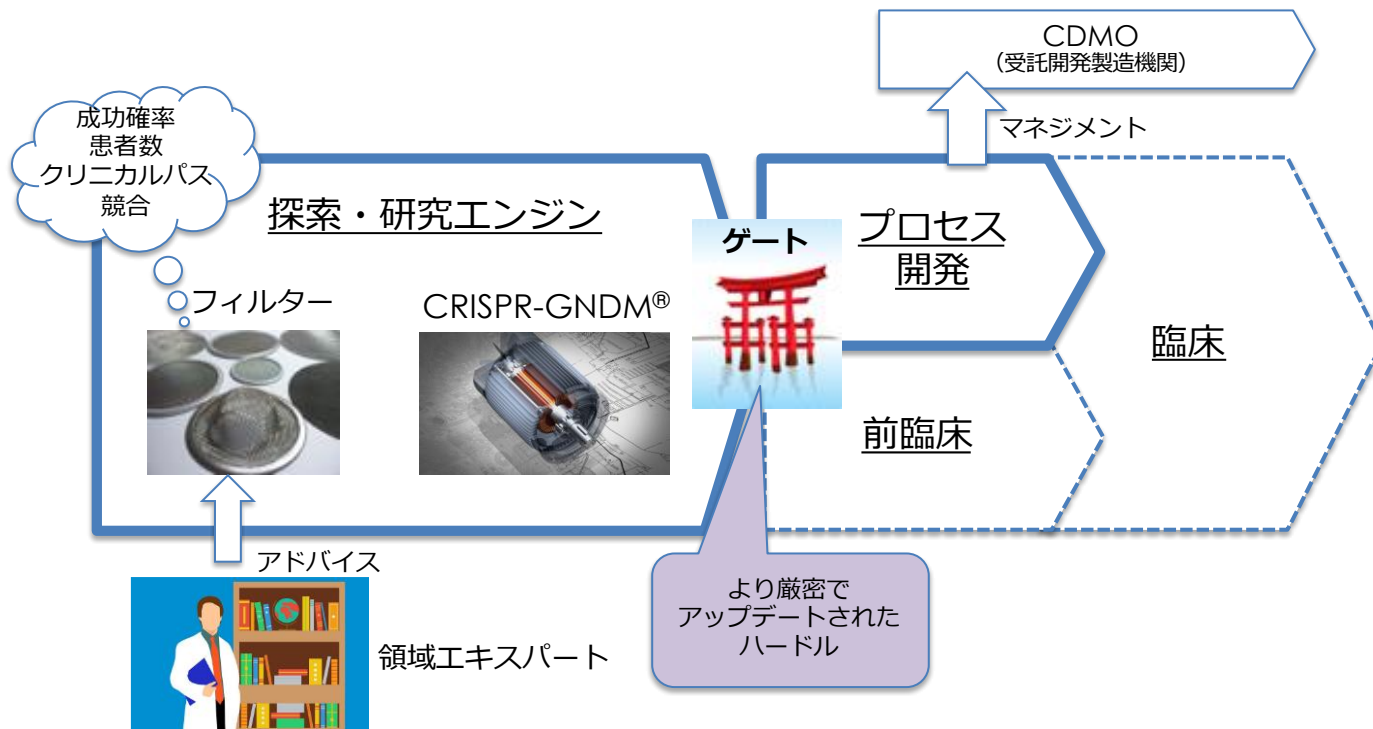 CDMO
（受託開発製造機関）
マネジメント
成功確率
患者数
クリニカルパス
競合
探索・研究エンジン
フィルター
CRISPR-GNDM®
ゲート
プロセス
開発
前臨床
臨床
より厳密で
アップデートされた
ハードル
アドバイス
領域エキスパート